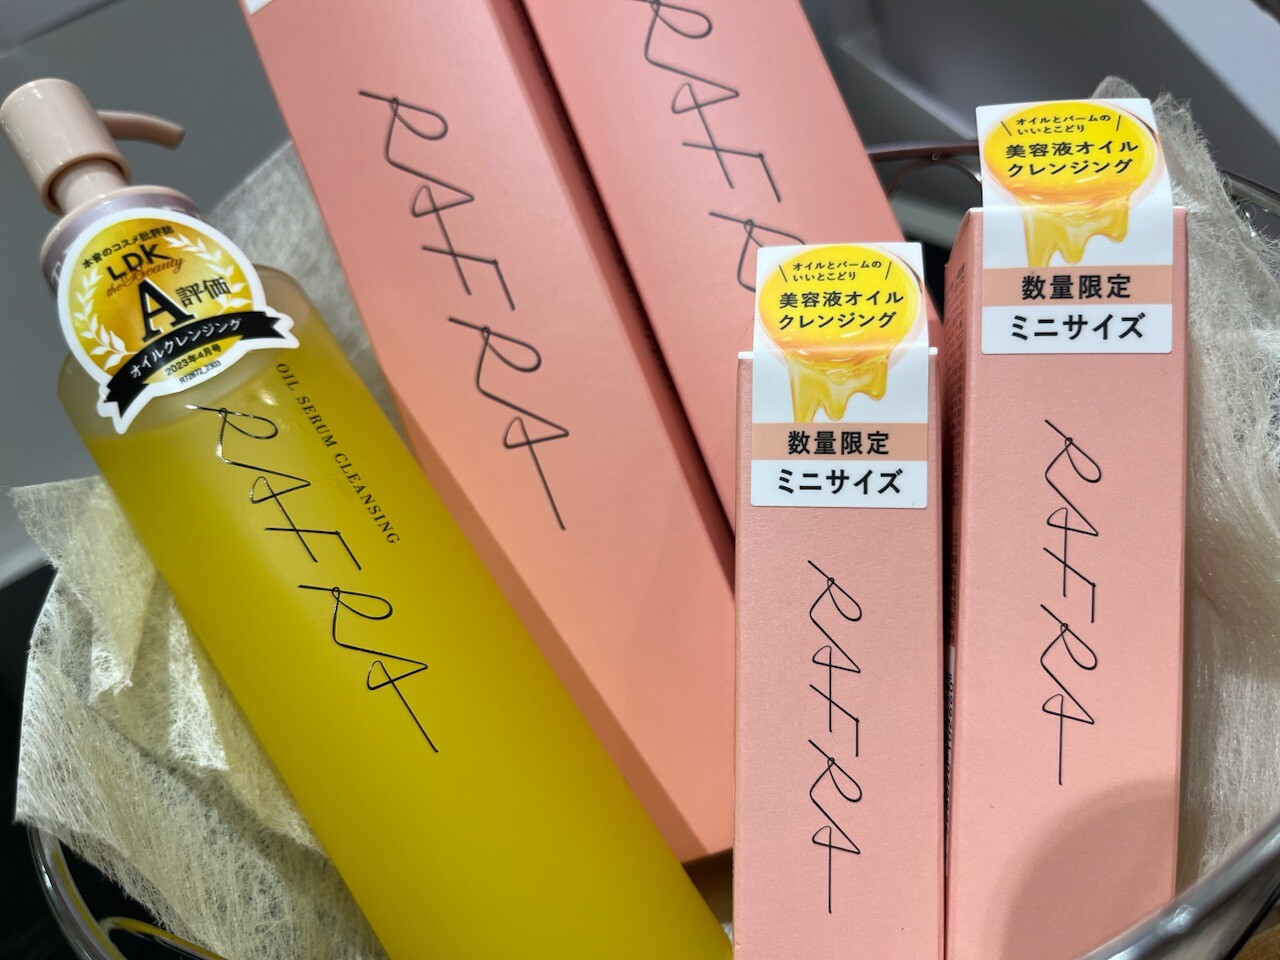 本音のコスメ批評誌
LDK
the Beauty
A評価
オイルクレンジング
2023年4月号
R72872_2303
OIL SERUM CLEANSING
RAFRA
RAFRA
RAFRA
オイルとバームの
いいとこどり
美容液オイル
クレンジング
数量限定
ミニサイズ
RAFRA
オイルとバームの
いいとこどり
美容液オイル
クレンジング
数量限定
ミニサイズ
RAFRA